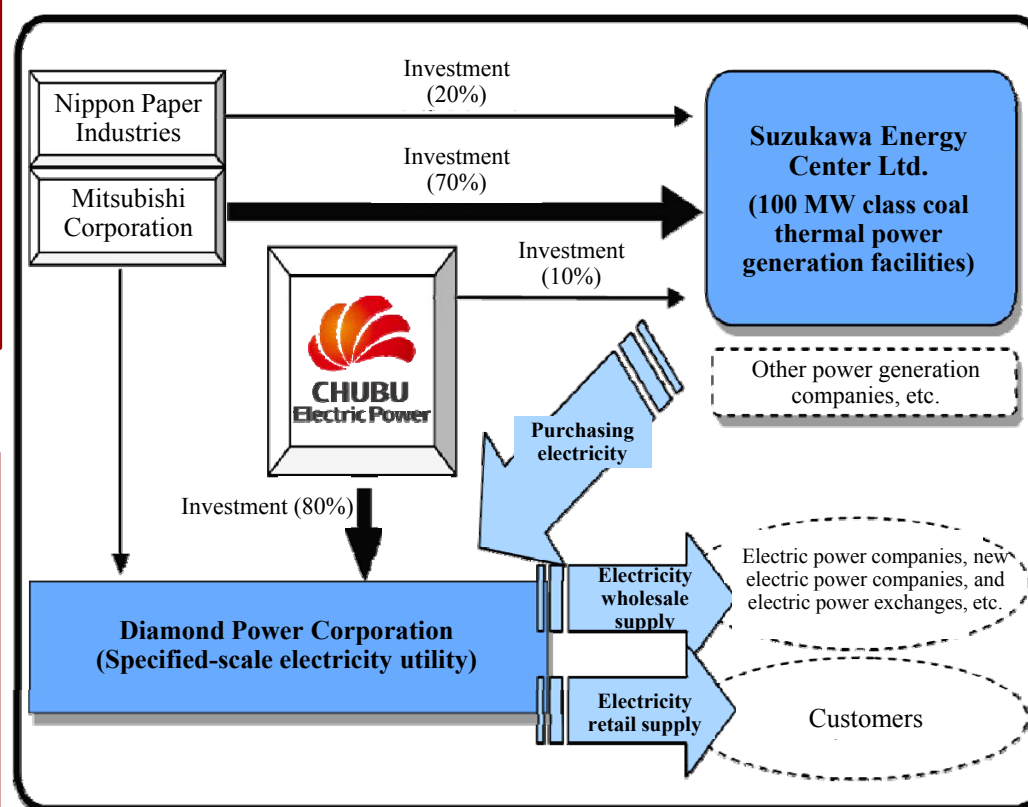 Nippon Paper
Industries
Mitsubishi
Corporation
Investment
(20%)
Investment
(70%)
Investment
(10%)
Suzukawa Energy
Center Ltd.
(100 MW class coal
thermal power
generation facilities)
Other power generation
companies, etc.
CHUBU
Electric Power
Purchasing
electricity
Investment (80%)
Diamond Power Corporation
(Specified-scale electricity utility)
Electricity
wholesale
supply
Electric power companies, new
electric power companies, and
electric power exchanges, etc.
Electricity
retail supply
Customers